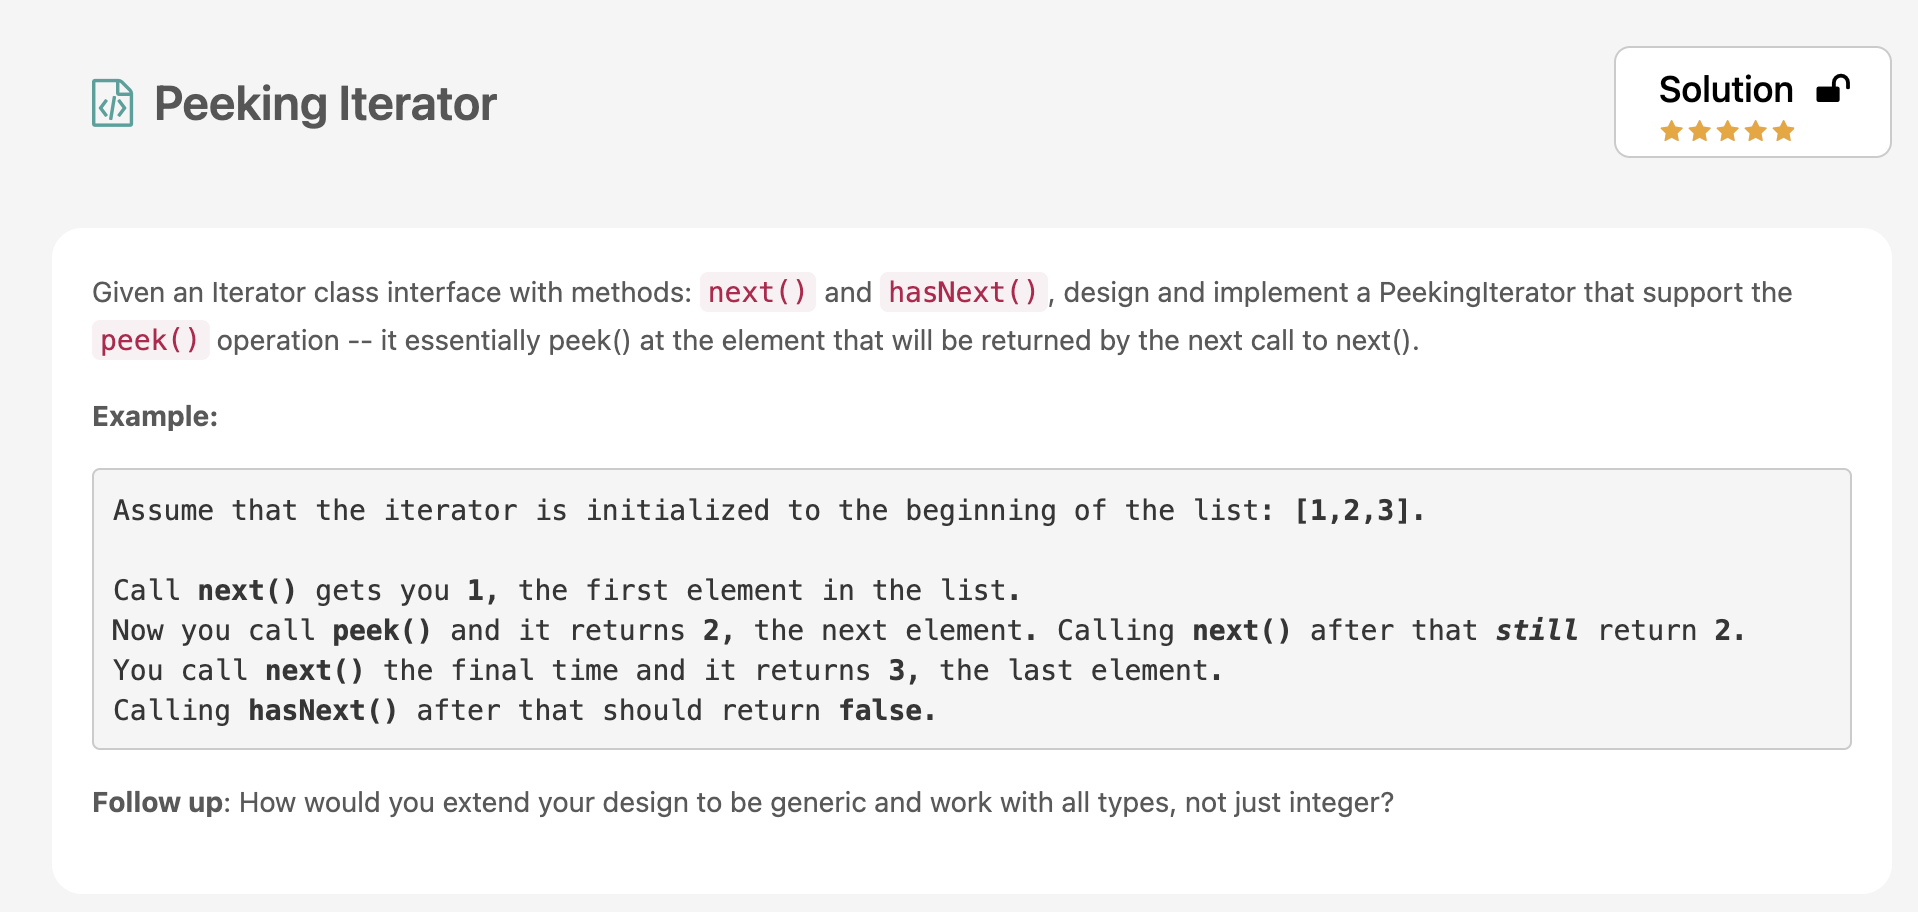 Peeking Iterator
Solution
Given an Iterator class interface with methods: next() and hasNext(), design and implement a PeekingIterator that support the
peek() operation -- it essentially peek() at the element that will be returned by the next call to next().
Example:
Assume that the iterator is initialized to the beginning of the list: [1,2,3].
Call next() gets you 1, the first element in the list.
Now you call peek() and it returns 2, the next element. Calling next() after that still return 2.
You call next() the final time and it returns 3, the last element.
Calling hasNext() after that should return false.
Follow up: How would you extend your design to be generic and work with all types, not just integer?